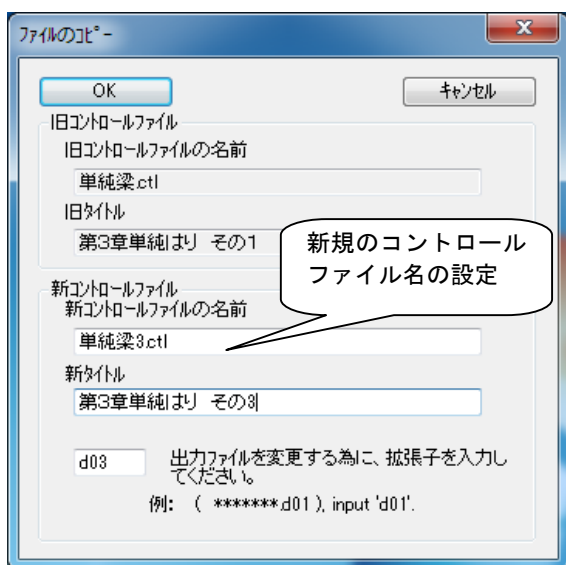 ﾌｧｲﾙのｺﾋﾟｰ
OK
ｷｬﾝｾﾙ
旧ｺﾝﾄﾛｰﾙﾌｧｲﾙ
旧ｺﾝﾄﾛｰﾙﾌｧｲﾙの名前
単純梁.ctl
旧ﾀｲﾄﾙ
第3章単純はり その1
新規のコントロール
ファイル名の設定
新ｺﾝﾄﾛｰﾙﾌｧｲﾙ
新ｺﾝﾄﾛｰﾙﾌｧｲﾙの名前
単純梁3.ctl
新ﾀｲﾄﾙ
第3章単純はり その3
d03
出力ﾌｧｲﾙを変更する為に、拡張子を入力し
てください。
例: ( *******.d01 ), input 'd01'.